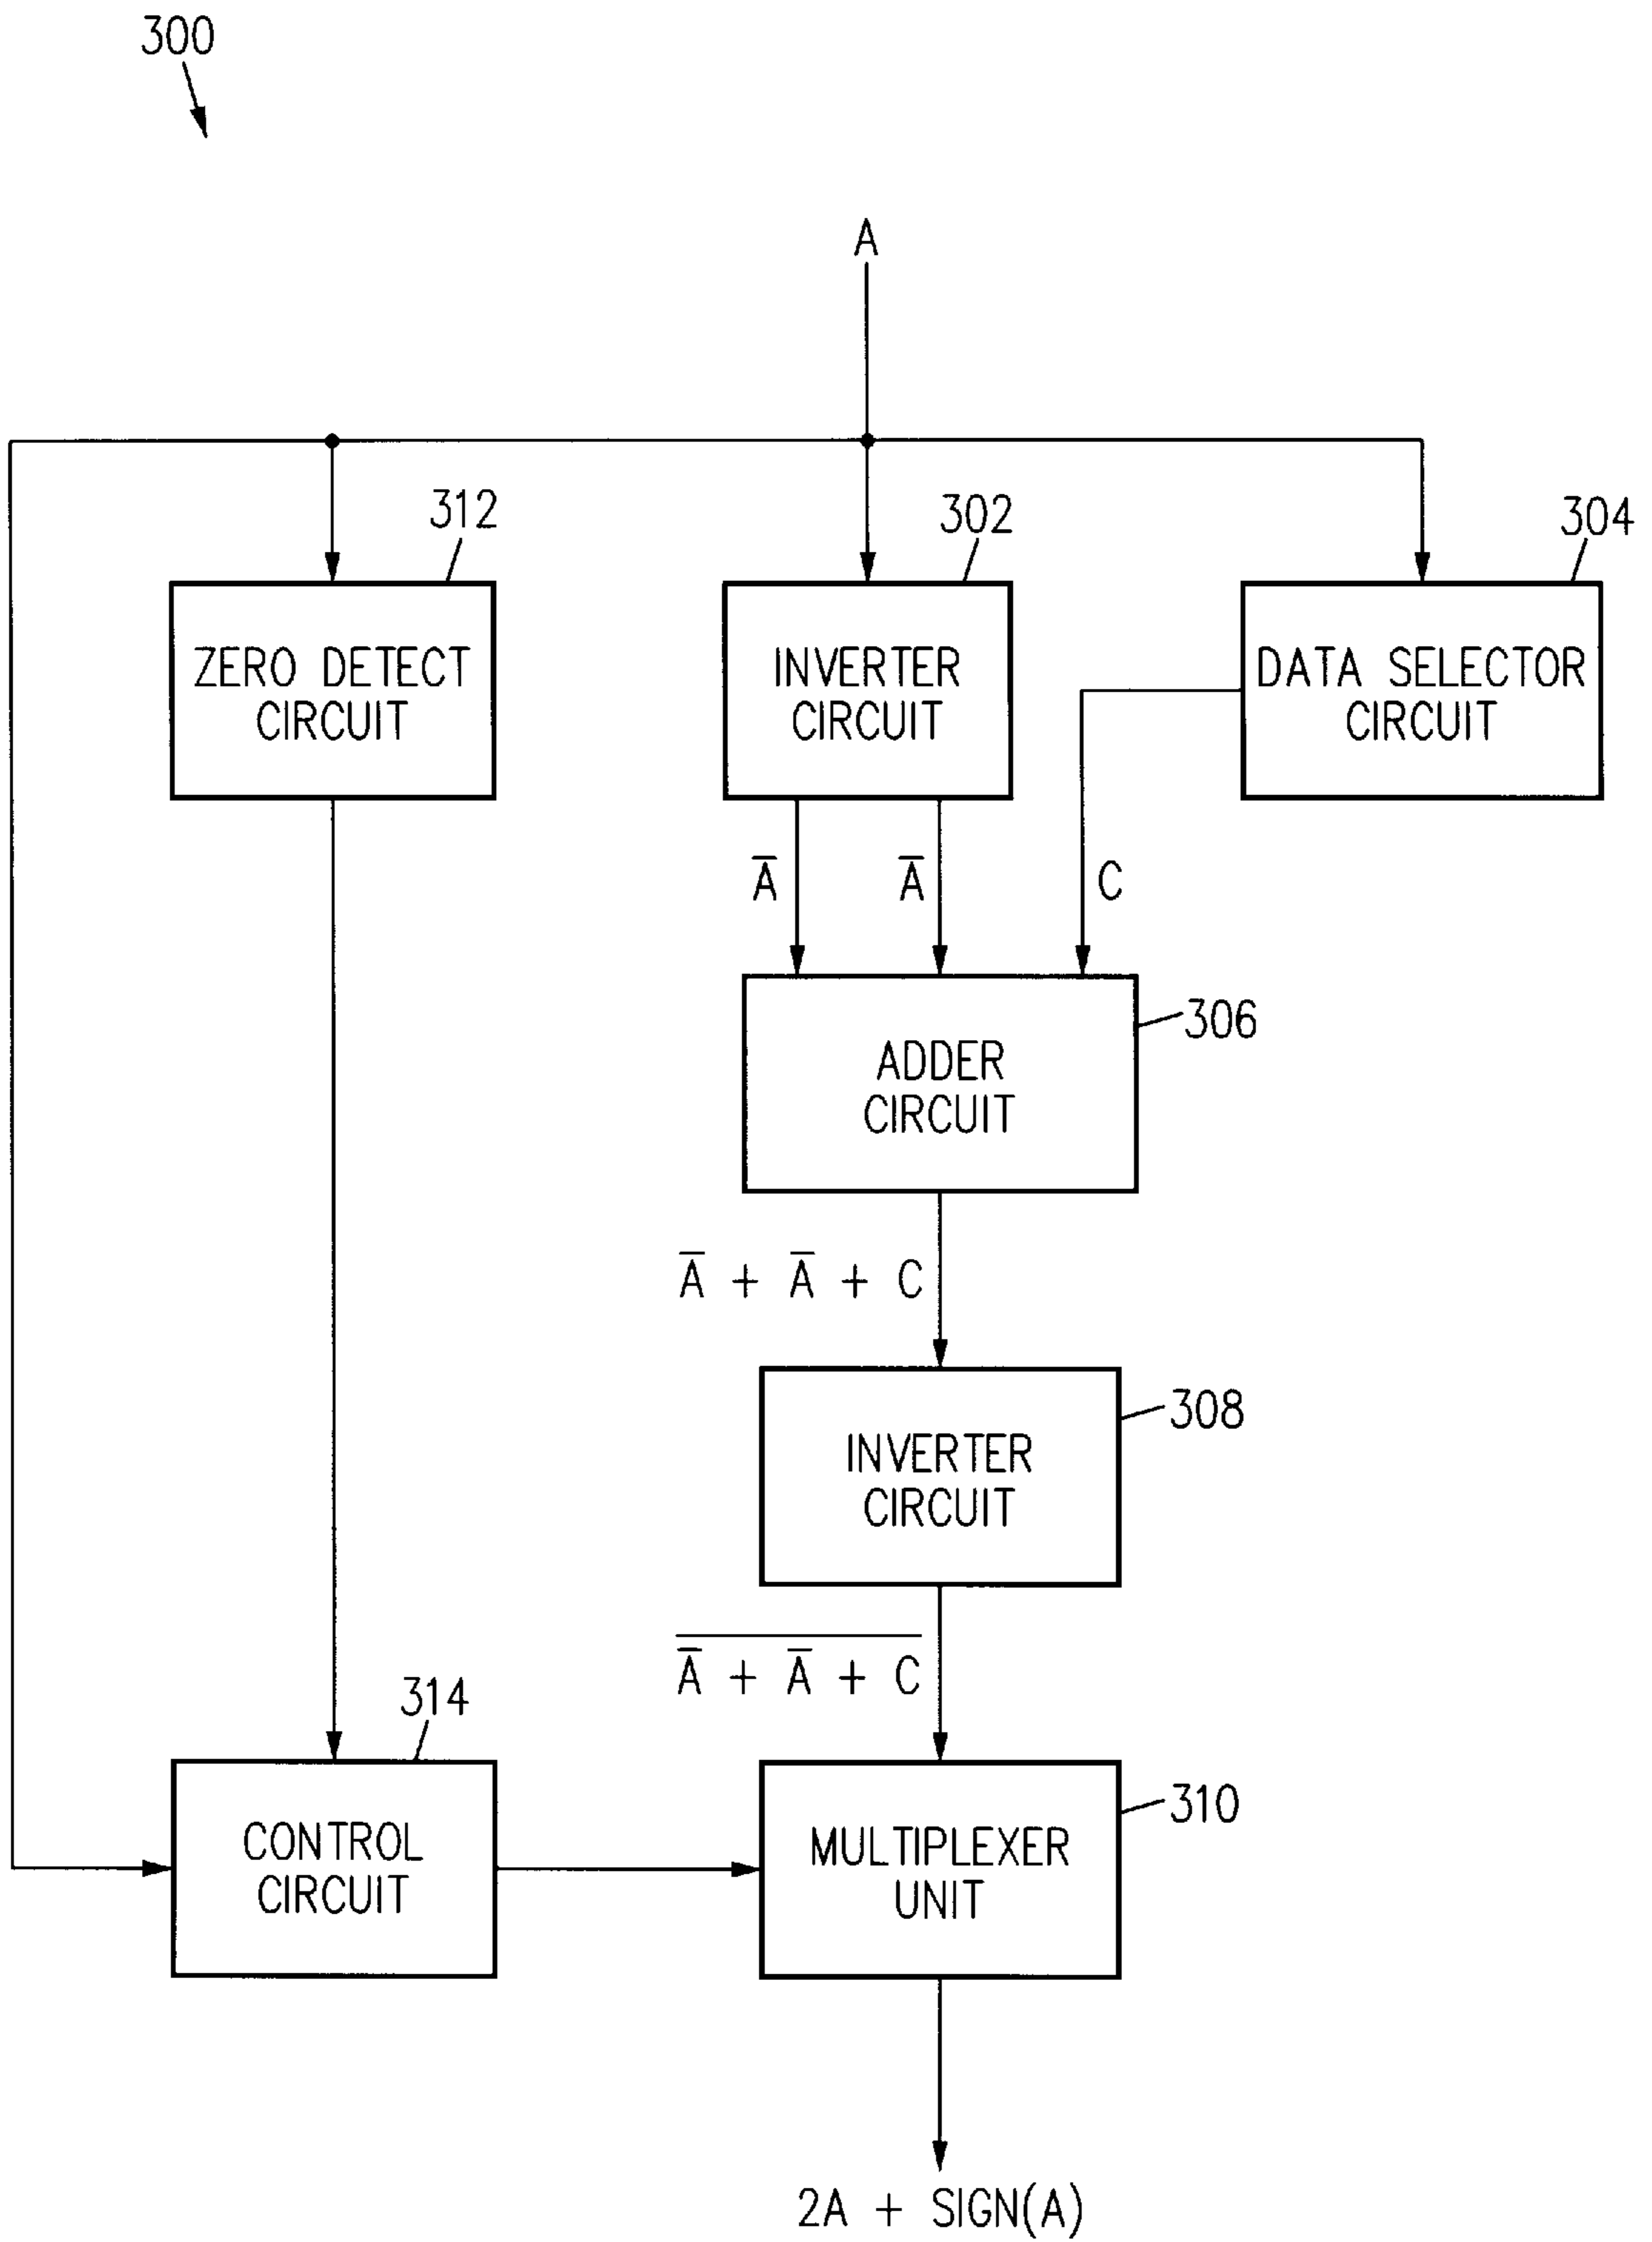 300
A
312
302
304
ZERO DETECT
CIRCUIT
INVERTER
CIRCUIT
DATA SELECTOR
CIRCUIT
A̅
A̅
C
306
ADDER
CIRCUIT
A̅ + A̅ + C
308
INVERTER
CIRCUIT
A̅ + A̅ + C
314
310
CONTROL
CIRCUIT
MULTIPLEXER
UNIT
2A + SIGN(A)